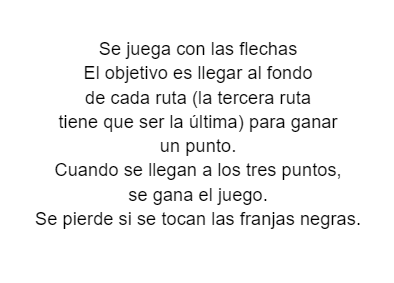 Se juega con las flechas
El objetivo es llegar al fondo
de cada ruta (la tercera ruta
tiene que ser la última) para ganar
un punto.
Cuando se llegan a los tres puntos,
se gana el juego.
Se pierde si se tocan las franjas negras.